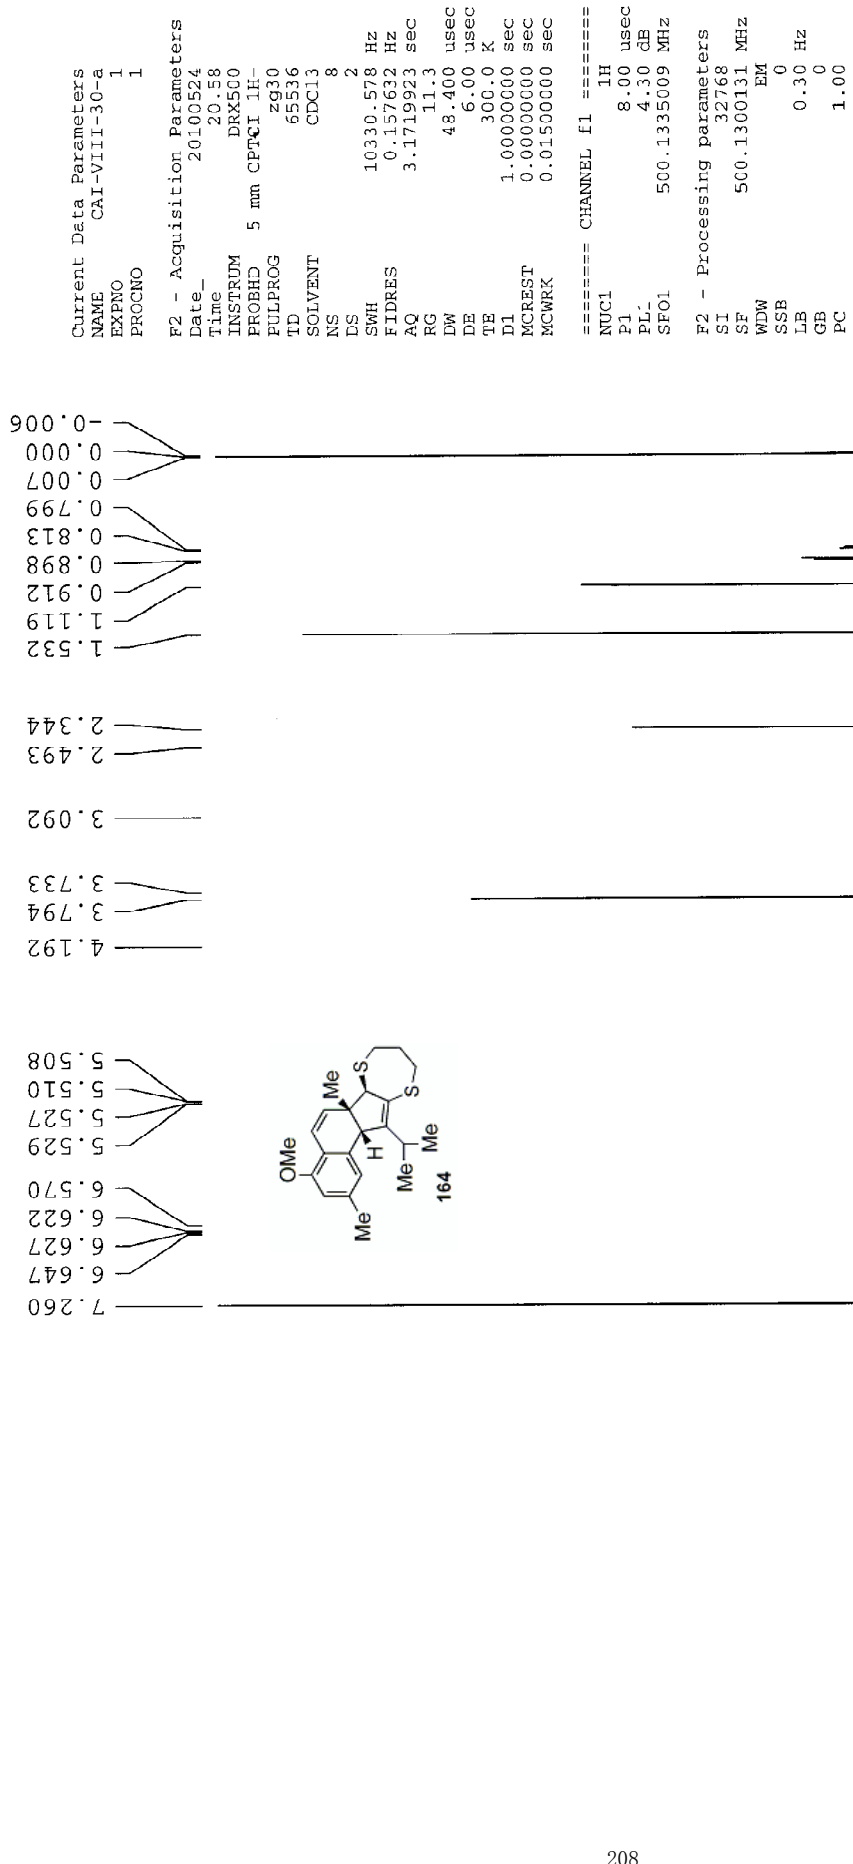 Current Data Parameters
NAME CAI-VIII-30-a
EXPNO 1
PROCNO 1
F2 - Acquisition Parameters
Date_ 20100524
Time 20.58
INSTRUM DRX500
PROBHD 5 mm CPTCI 1H-
PULPROG zg30
TD 65536
SOLVENT CDCl3
NS 8
DS 2
SWH 10330.578 Hz
FIDRES 0.157632 Hz
AQ 3.1719923 sec
RG 11.3
DW 48.400 usec
DE 6.00 usec
TE 300.0 K
D1 1.00000000 sec
MCREST 0.00000000 sec
MCWRK 0.01500000 sec
======== CHANNEL f1 ========
NUC1 1H
P1 8.00 usec
PL1 4.30 dB
SFO1 500.1335009 MHz
F2 - Processing parameters
SI 32768
SF 500.1300131 MHz
WDW EM
SSB 0
LB 0.30 Hz
GB 0
PC 1.00
-0.006
0.000
0.007
0.799
0.813
0.898
0.912
1.119
1.532
2.344
2.493
3.092
3.733
3.794
4.192
5.508
5.510
5.527
5.529
6.570
6.622
6.627
6.647
7.260
OMe
Me
S
S
H
Me
Me
Me
164
208